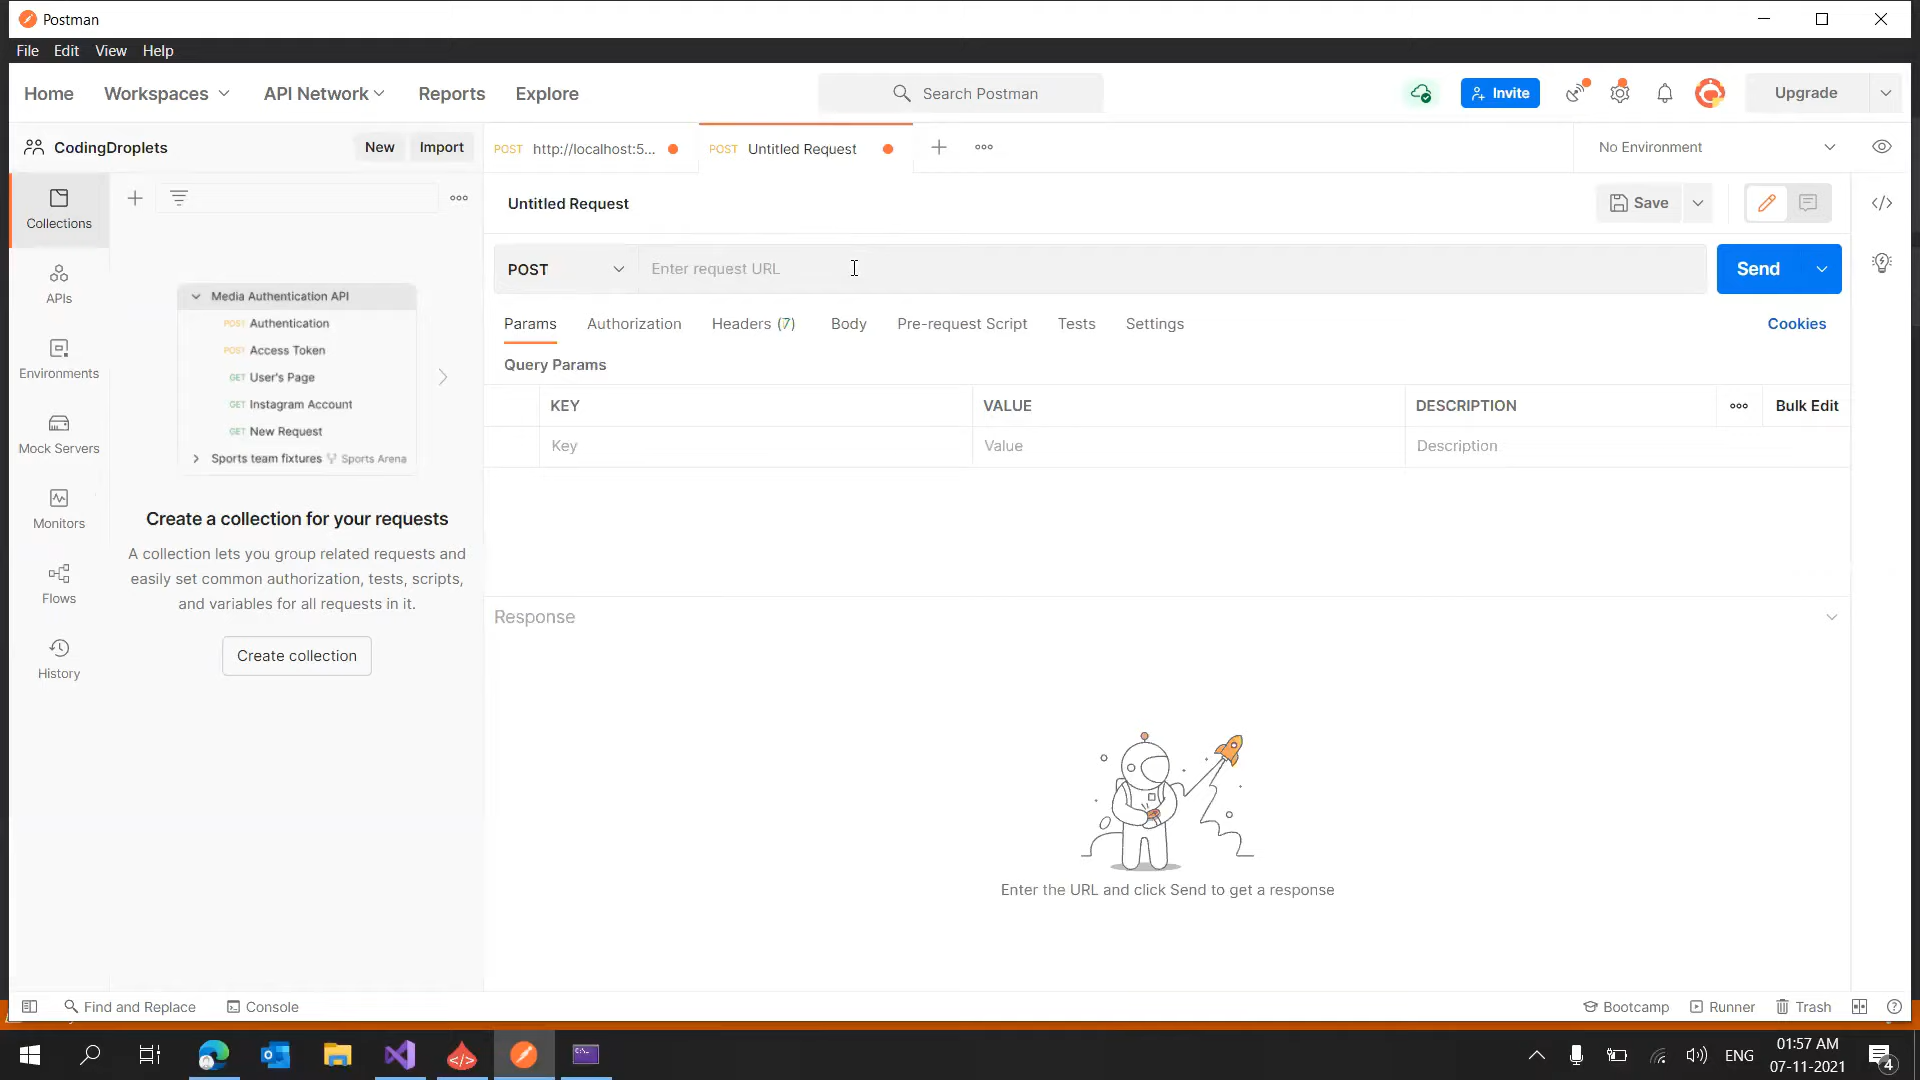 Postman
File Edit View Help
Home Workspaces API Network Reports Explore Search Postman Invite Upgrade
CodingDroplets New Import POST http://localhost:5... POST Untitled Request No Environment
Collections
APIs
Environments
Mock Servers
Monitors
Flows
History
Media Authentication API
POST Authentication
POST Access Token
GET User's Page
GET Instagram Account
GET New Request
Sports team fixtures Sports Arena
Create a collection for your requests
A collection lets you group related requests and
easily set common authorization, tests, scripts,
and variables for all requests in it.
Create collection
Untitled Request Save
POST Enter request URL Send
Params Authorization Headers (7) Body Pre-request Script Tests Settings Cookies
Query Params
KEY VALUE DESCRIPTION Bulk Edit
Key Value Description
Response
Enter the URL and click Send to get a response
Find and Replace Console Bootcamp Runner Trash
ENG 01:57 AM
07-11-2021
4